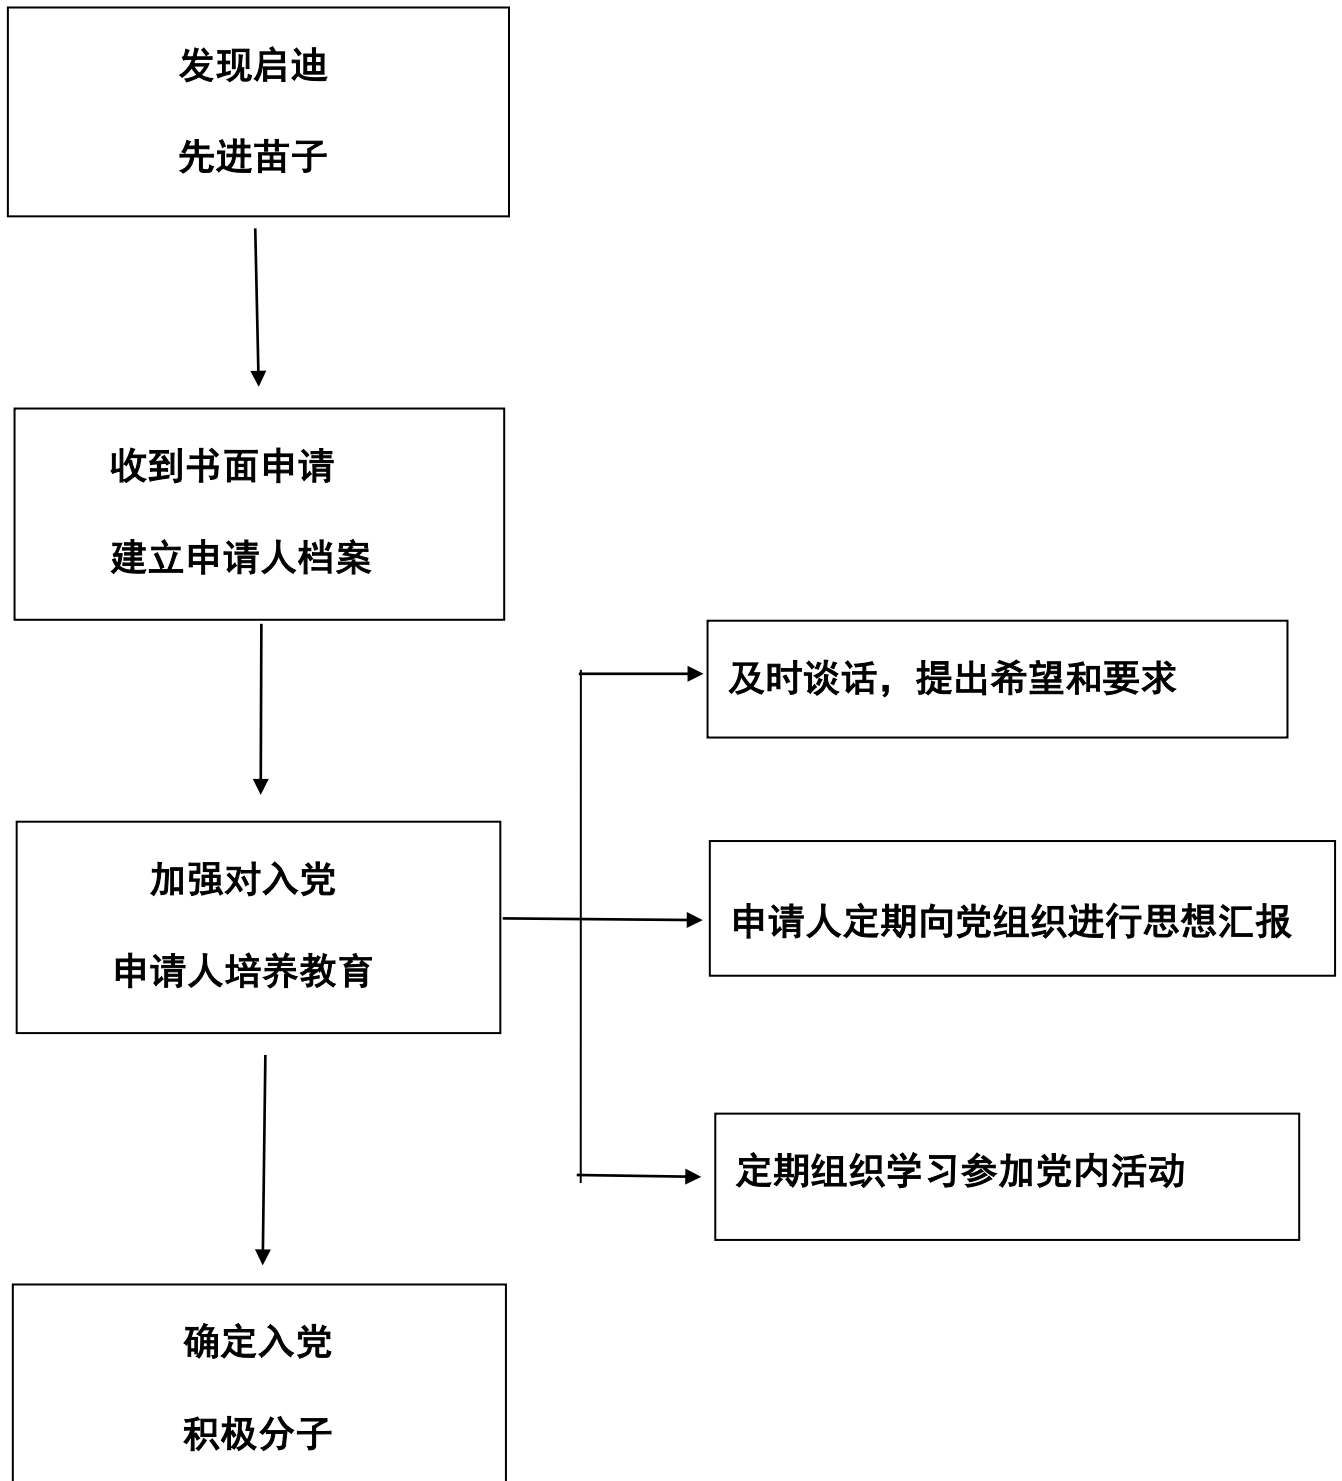 发现启迪
先进苗子
收到书面申请
建立申请人档案
及时谈话，提出希望和要求
加强对入党
申请人培养教育
申请人定期向党组织进行思想汇报
定期组织学习参加党内活动
确定入党
积极分子